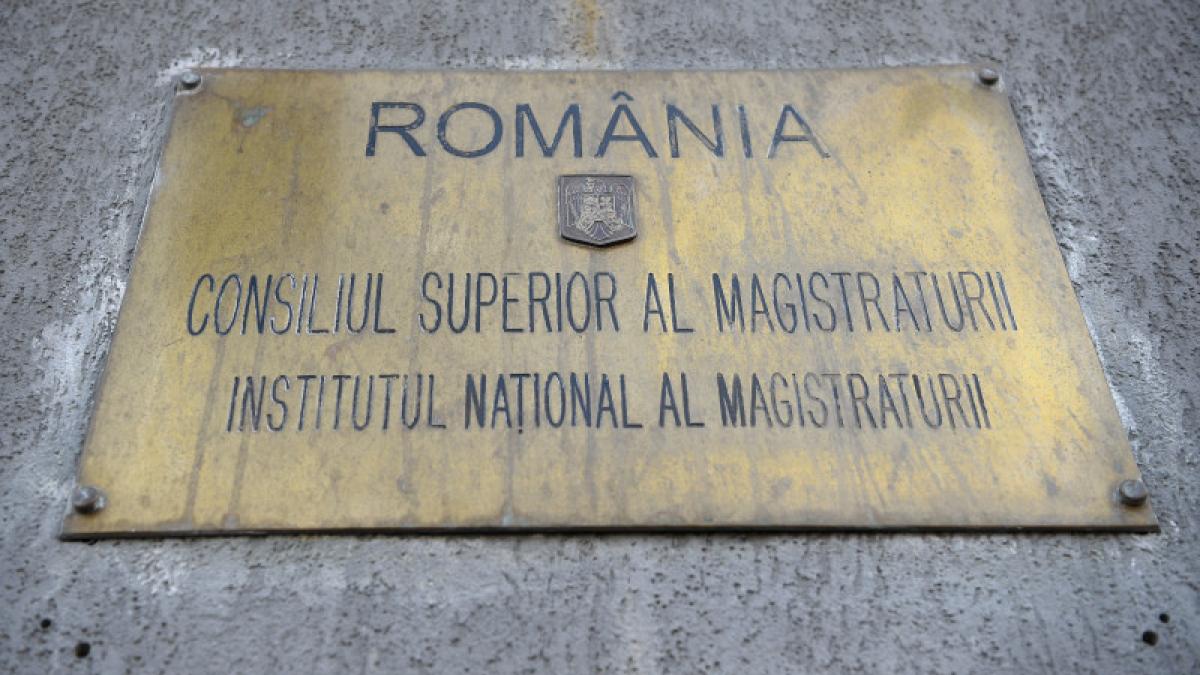 ROMÂNIA
CONSILIUL SUPERIOR AL MAGISTRATURII
INSTITUTUL NAȚIONAL AL MAGISTRATURII